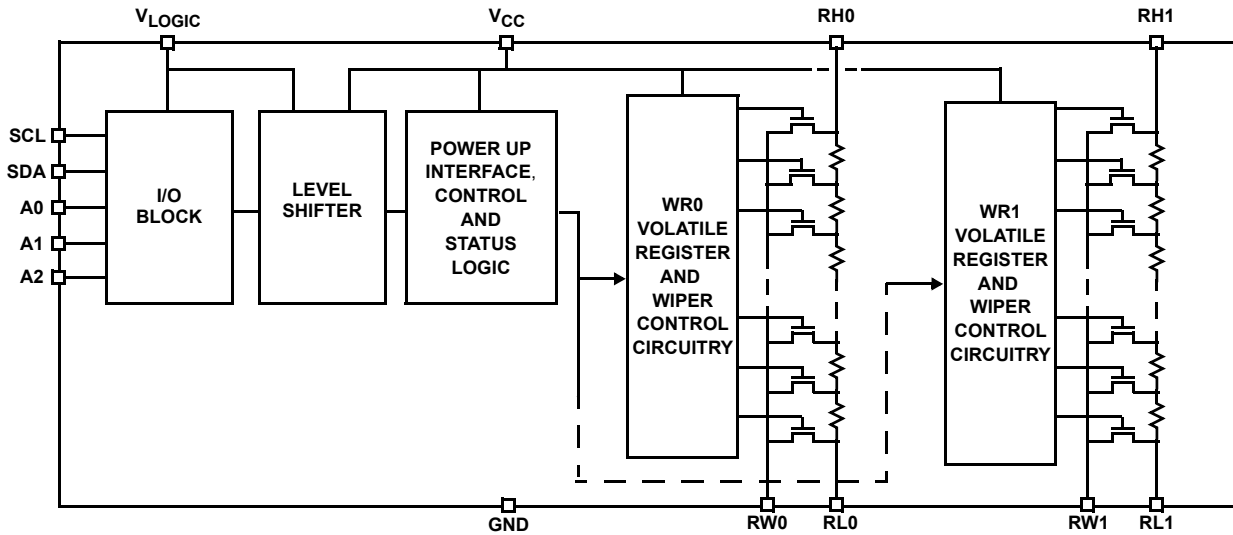 VLOGIC
VCC
RH0
RH1
SCL
SDA
A0
A1
A2
I/O
BLOCK
LEVEL
SHIFTER
POWER UP
INTERFACE,
CONTROL
AND
STATUS
LOGIC
WR0
VOLATILE
REGISTER
AND
WIPER
CONTROL
CIRCUITRY
WR1
VOLATILE
REGISTER
AND
WIPER
CONTROL
CIRCUITRY
GND
RW0
RL0
RW1
RL1